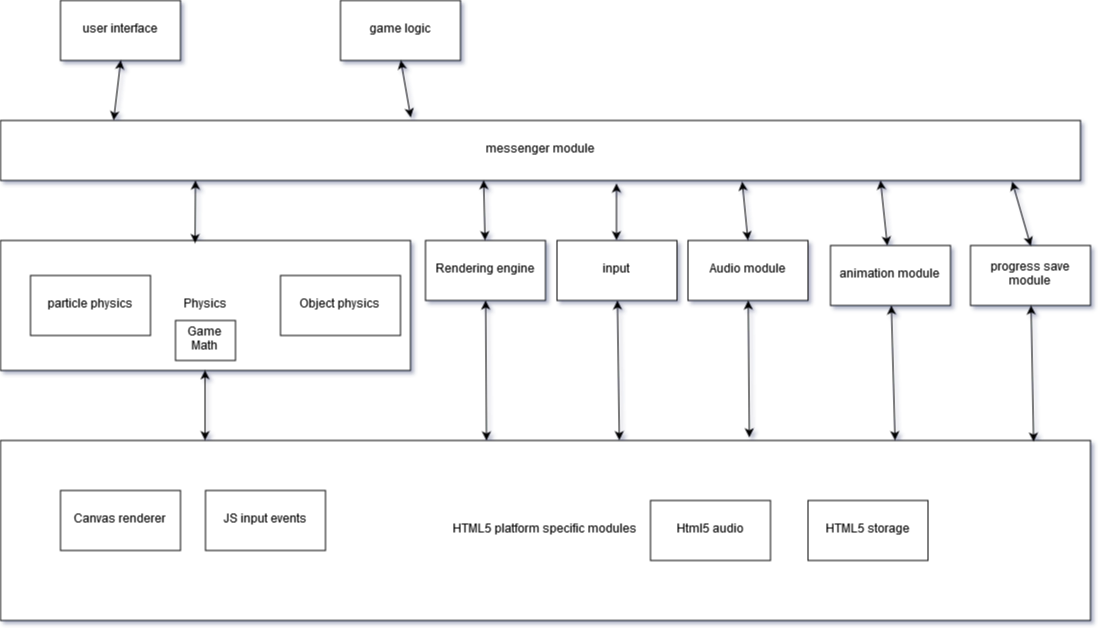 user interface
game logic
messenger module
Rendering engine
input
Audio module
animation module
progress save
module
particle physics
Physics
Object physics
Game
Math
Canvas renderer
JS input events
HTML5 platform specific modules
Html5 audio
HTML5 storage